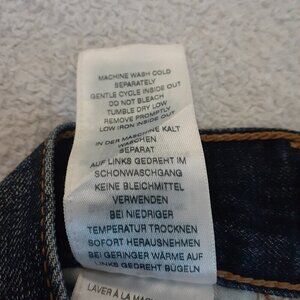 MACHINE WASH COLD
SEPARATELY
GENTLE CYCLE INSIDE OUT
DO NOT BLEACH
TUMBLE DRY LOW
REMOVE PROMPTLY
LOW IRON INSIDE OUT
IN DER MASCHINE KALT
WASCHEN
SEPARAT
AUF LINKS GEDREHT IM
SCHONWASCHGANG
KEINE BLEICHMITTEL
VERWENDEN
BEI NIEDRIGER
TEMPERATUR TROCKNEN
SOFORT HERAUSNEHMEN
BEI GERINGER WÄRME AUF
LINKS GEDREHT BÜGELN
LAVER À LA